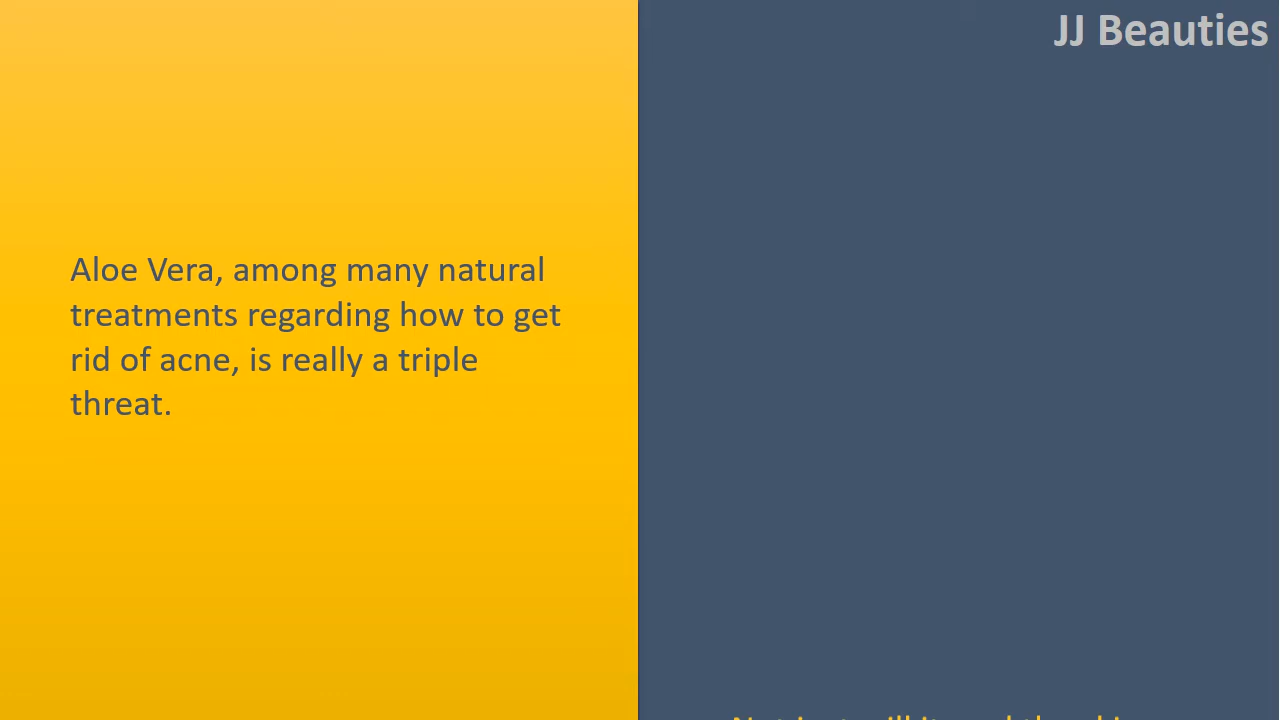 JJ Beauties
Aloe Vera, among many natural
treatments regarding how to get
rid of acne, is really a triple
threat.